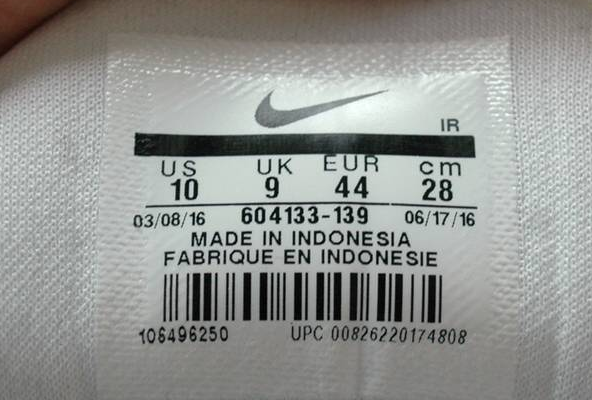 IR
US UK EUR cm
10 9 44 28
03/08/16 604133-139 06/17/16
MADE IN INDONESIA
FABRIQUE EN INDONESIE
106496250 UPC 00826220174808